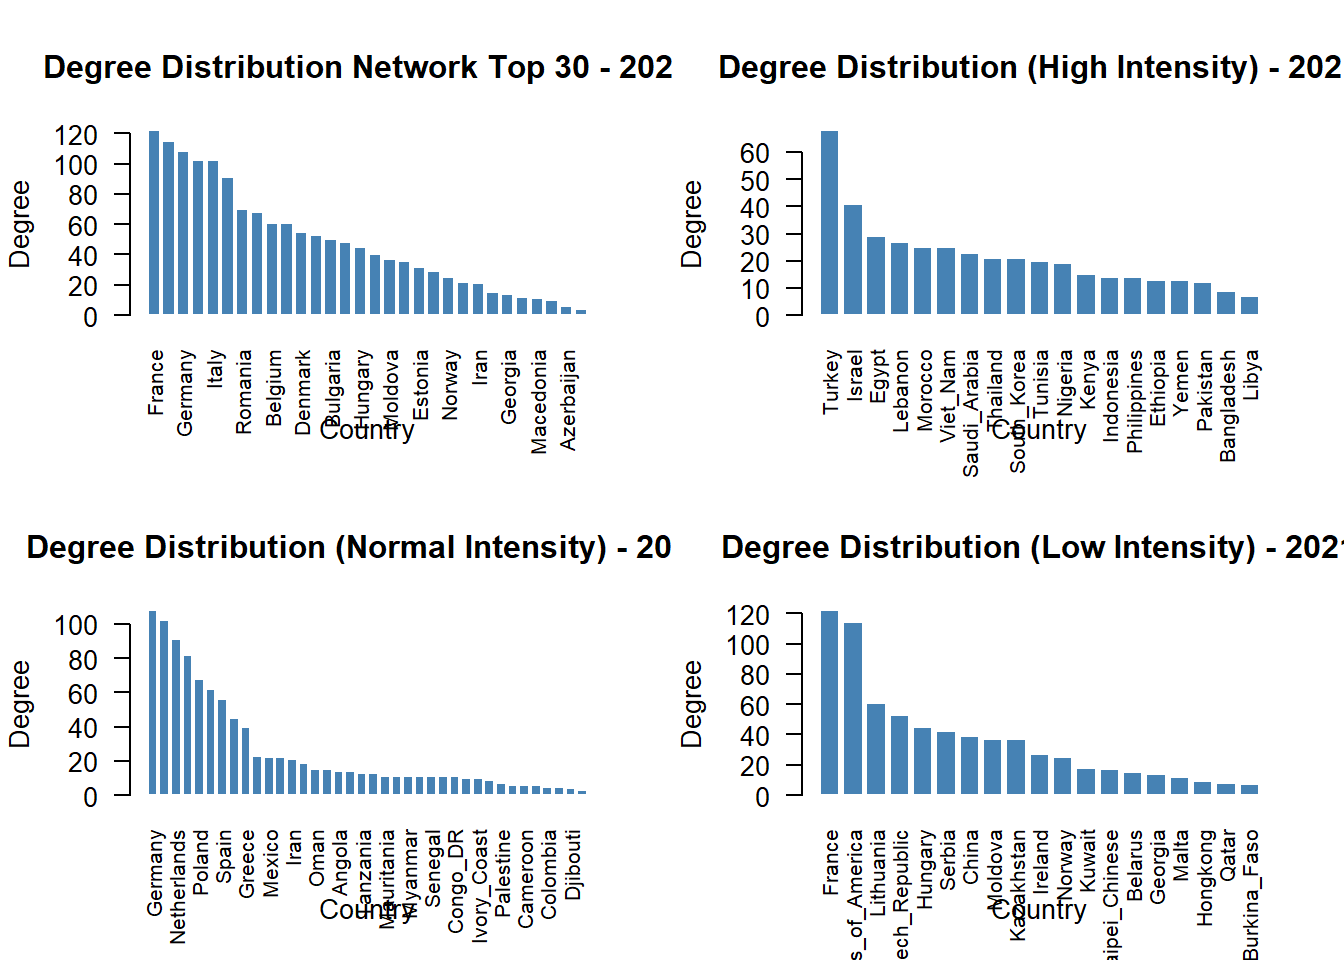 Degree Distribution Network Top 30 - 202
Degree
120
100
80
60
40
20
0
France
Germany
Italy
Romania
Belgium
Denmark
Bulgaria
Hungary
Moldova
Estonia
Norway
Iran
Georgia
Macedonia
Azerbaijan
Country
Degree Distribution (High Intensity) - 202
Degree
60
50
40
30
20
10
0
Turkey
Israel
Egypt
Lebanon
Morocco
Viet_Nam
Saudi_Arabia
Thailand
South_Korea
Tunisia
Nigeria
Kenya
Indonesia
Philippines
Ethiopia
Yemen
Pakistan
Bangladesh
Libya
Country
Degree Distribution (Normal Intensity) - 20
Degree
100
80
60
40
20
0
Germany
Netherlands
Poland
Spain
Greece
Mexico
Iran
Oman
Angola
Tanzania
Mauritania
Myanmar
Senegal
Congo_DR
Ivory_Coast
Palestine
Cameroon
Colombia
Djibouti
Country
Degree Distribution (Low Intensity) - 2021
Degree
120
100
80
60
40
20
0
France
s_of_America
Lithuania
ech_Republic
Hungary
Serbia
China
Moldova
Kazakhstan
Ireland
Norway
Kuwait
aipei_Chinese
Belarus
Georgia
Malta
Hongkong
Qatar
Burkina_Faso
Country